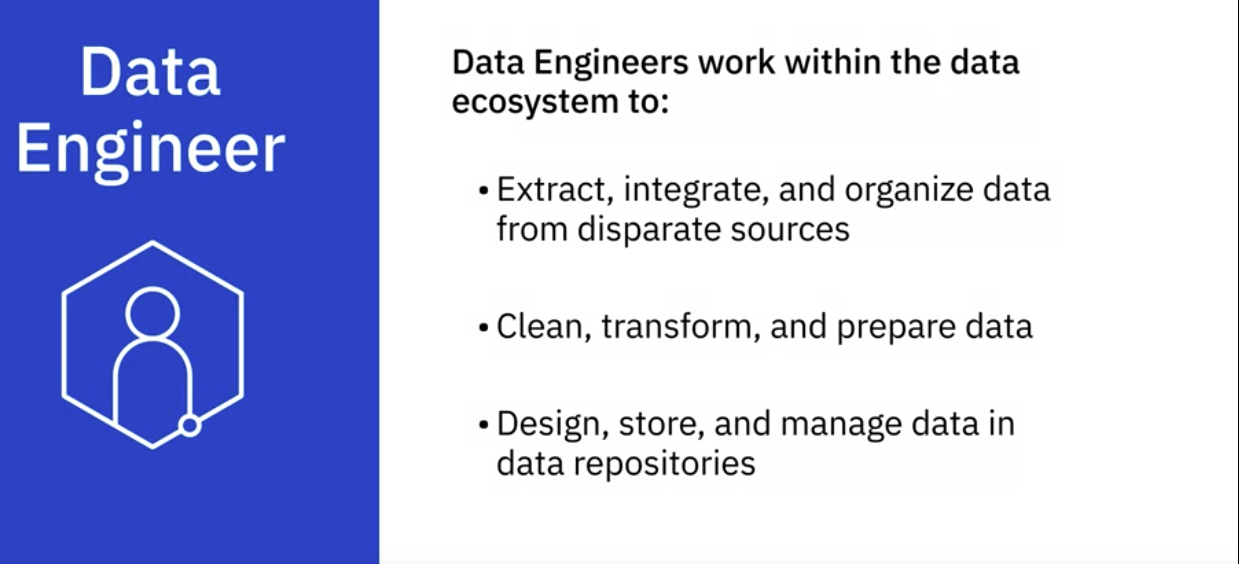 Data
Engineer
Data Engineers work within the data
ecosystem to:
• Extract, integrate, and organize data
from disparate sources
• Clean, transform, and prepare data
• Design, store, and manage data in
data repositories